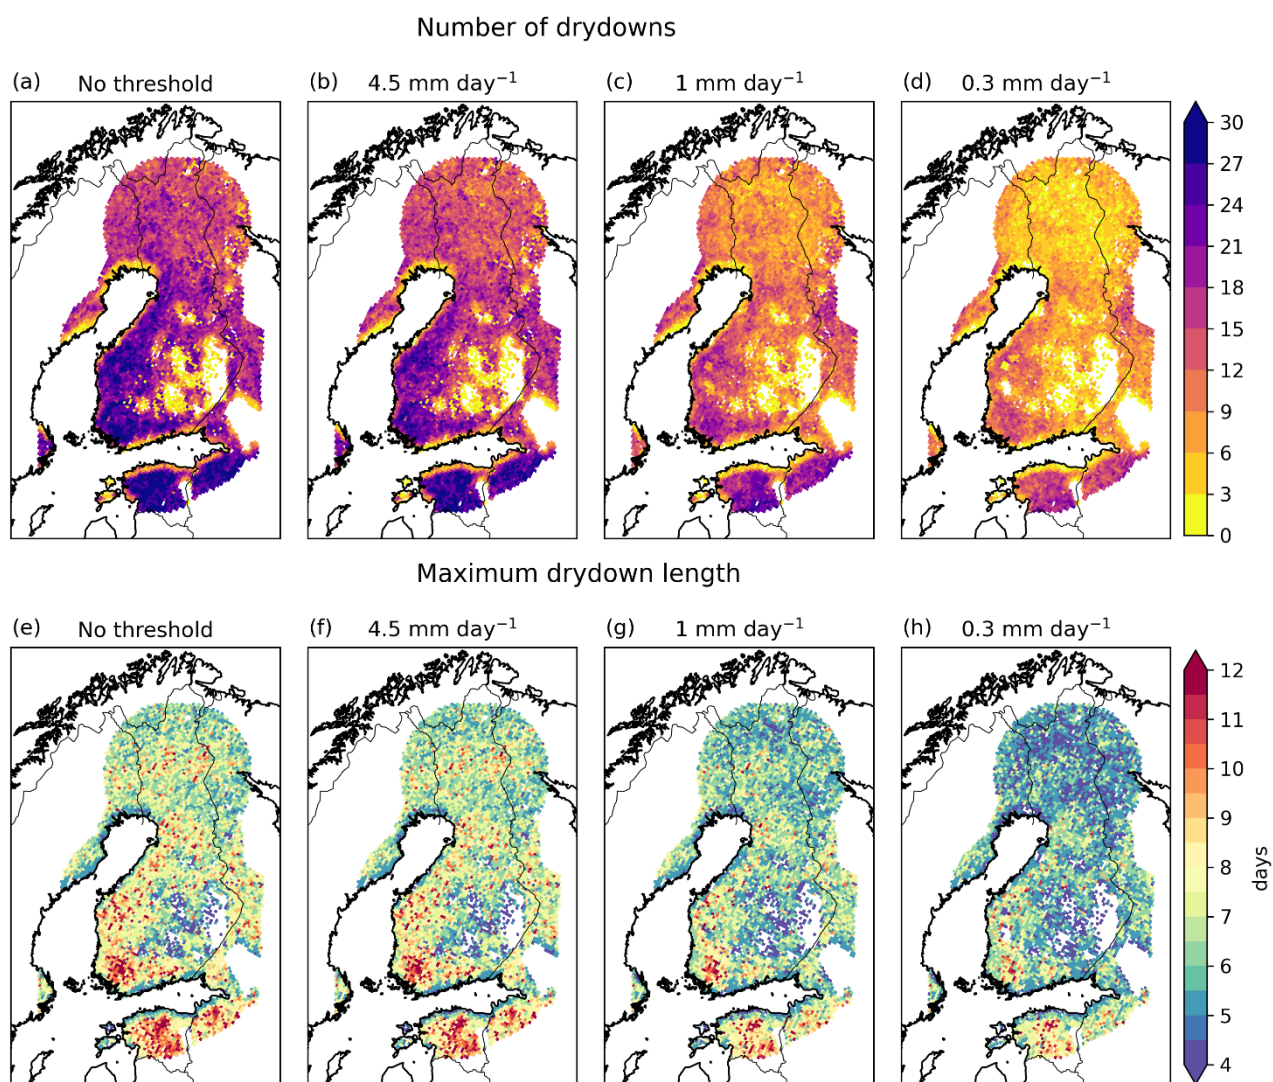 Number of drydowns
(a) No threshold
(b) 4.5 mm day⁻¹
(c) 1 mm day⁻¹
(d) 0.3 mm day⁻¹
30
27
24
21
18
15
12
9
6
3
0
Maximum drydown length
(e) No threshold
(f) 4.5 mm day⁻¹
(g) 1 mm day⁻¹
(h) 0.3 mm day⁻¹
12
11
10
9
8
7
6
5
4
days